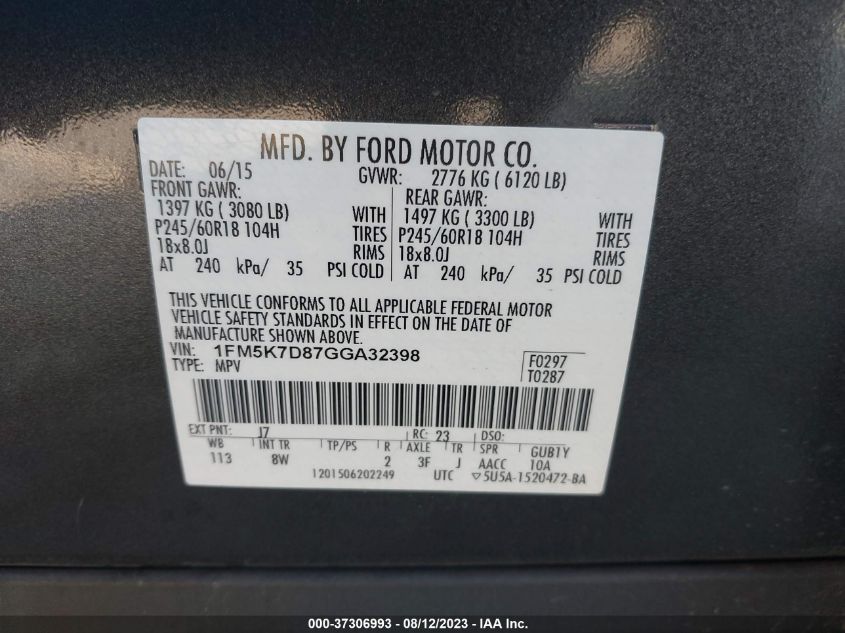 MFD. BY FORD MOTOR CO.
DATE: 06/15 GVWR: 2776 KG ( 6120 LB)
FRONT GAWR: REAR GAWR:
1397 KG ( 3080 LB) WITH 1497 KG ( 3300 LB) WITH
P245/60R18 104H TIRES P245/60R18 104H TIRES
18x8.0J RIMS 18x8.0J RIMS
AT 240 kPa/ 35 PSI COLD AT 240 kPa/ 35 PSI COLD
THIS VEHICLE CONFORMS TO ALL APPLICABLE FEDERAL MOTOR
VEHICLE SAFETY STANDARDS IN EFFECT ON THE DATE OF
MANUFACTURE SHOWN ABOVE.
VIN: 1FM5K7D87GGA32398 F0297
TYPE: MPV T0287
EXT PNT: J7 RC: 23 DSO:
WB INT TR TP/PS R AXLE TR SPR GUB1Y
113 8W 2 3F J AACC 10A
1201506202249 UTC ▽5U5A-1520472-BA
000-37306993 - 08/12/2023 - IAA Inc.